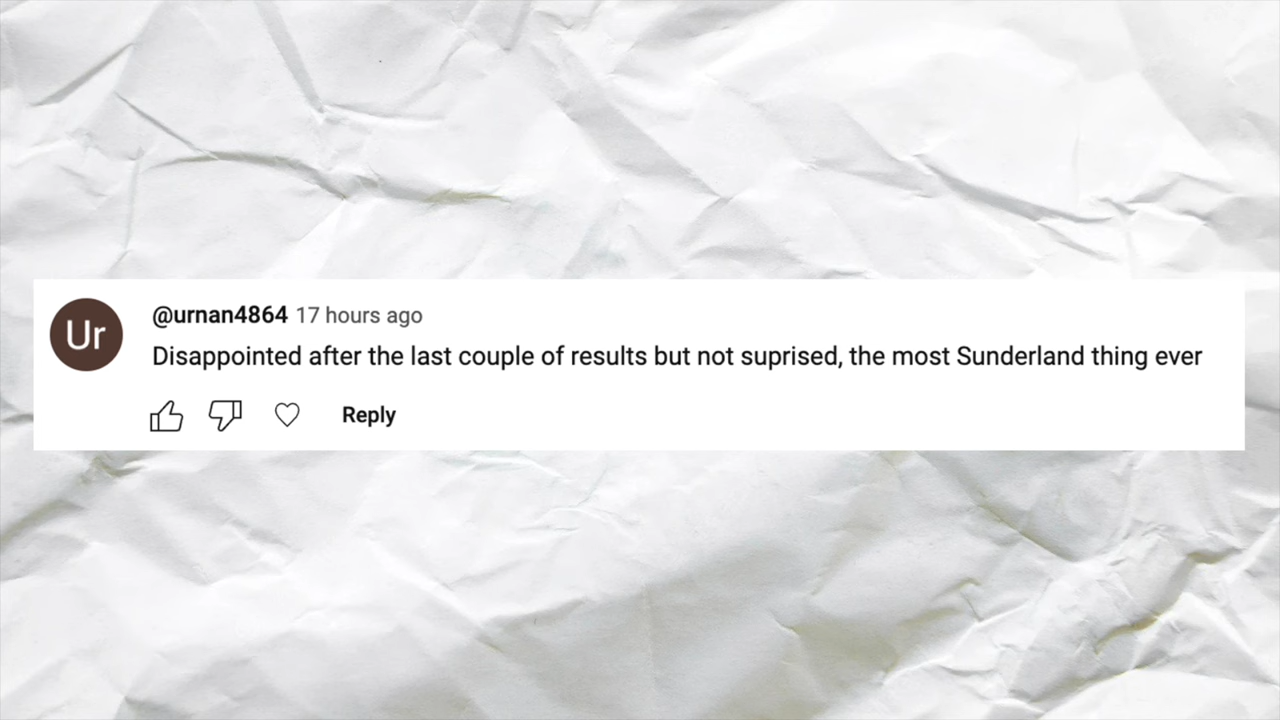 Ur
@urnan4864 17 hours ago
Disappointed after the last couple of results but not suprised, the most Sunderland thing ever
Reply